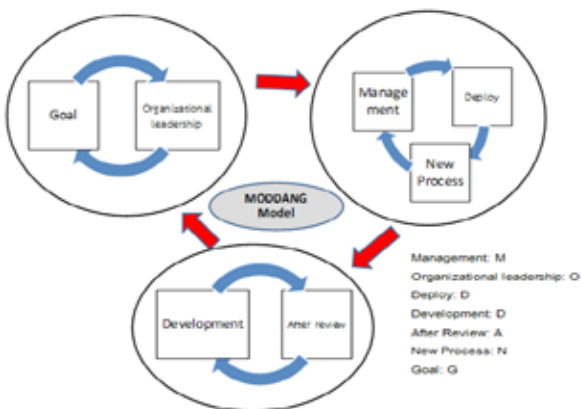 Goal
Organizational
leadership
Manage
ment
Deploy
New
Process
MODDANG
Model
Development
After review
Management: M
Organizational leadership: O
Deploy: D
Development: D
After Review: A
New Process: N
Goal: G